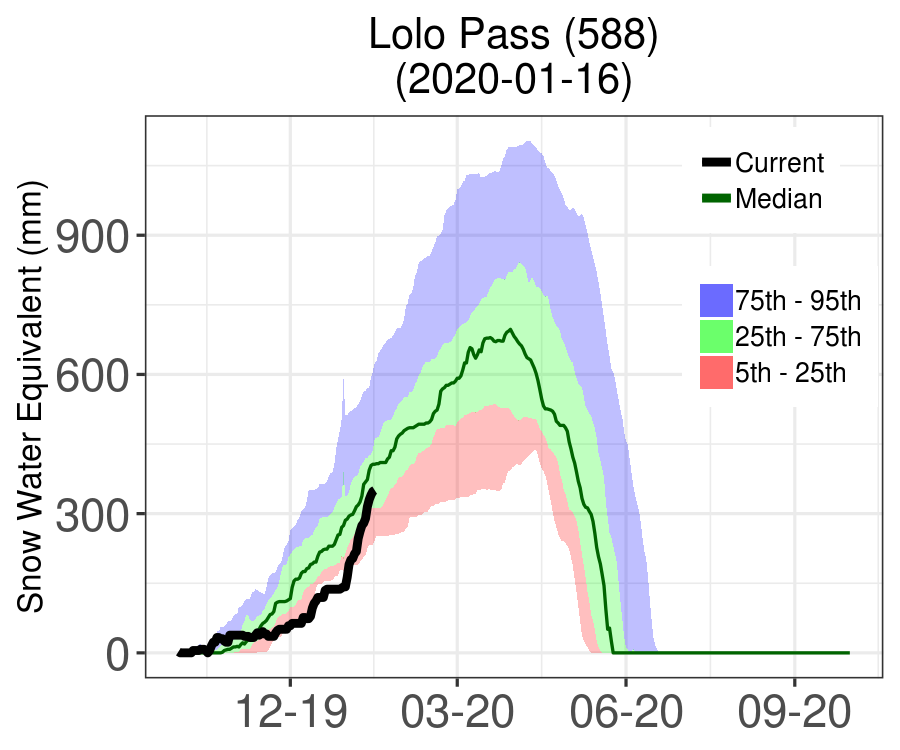 Lolo Pass (588)
(2020-01-16)
Snow Water Equivalent (mm)
900
600
300
0
12-19
03-20
06-20
09-20
Current
Median
75th - 95th
25th - 75th
5th - 25th